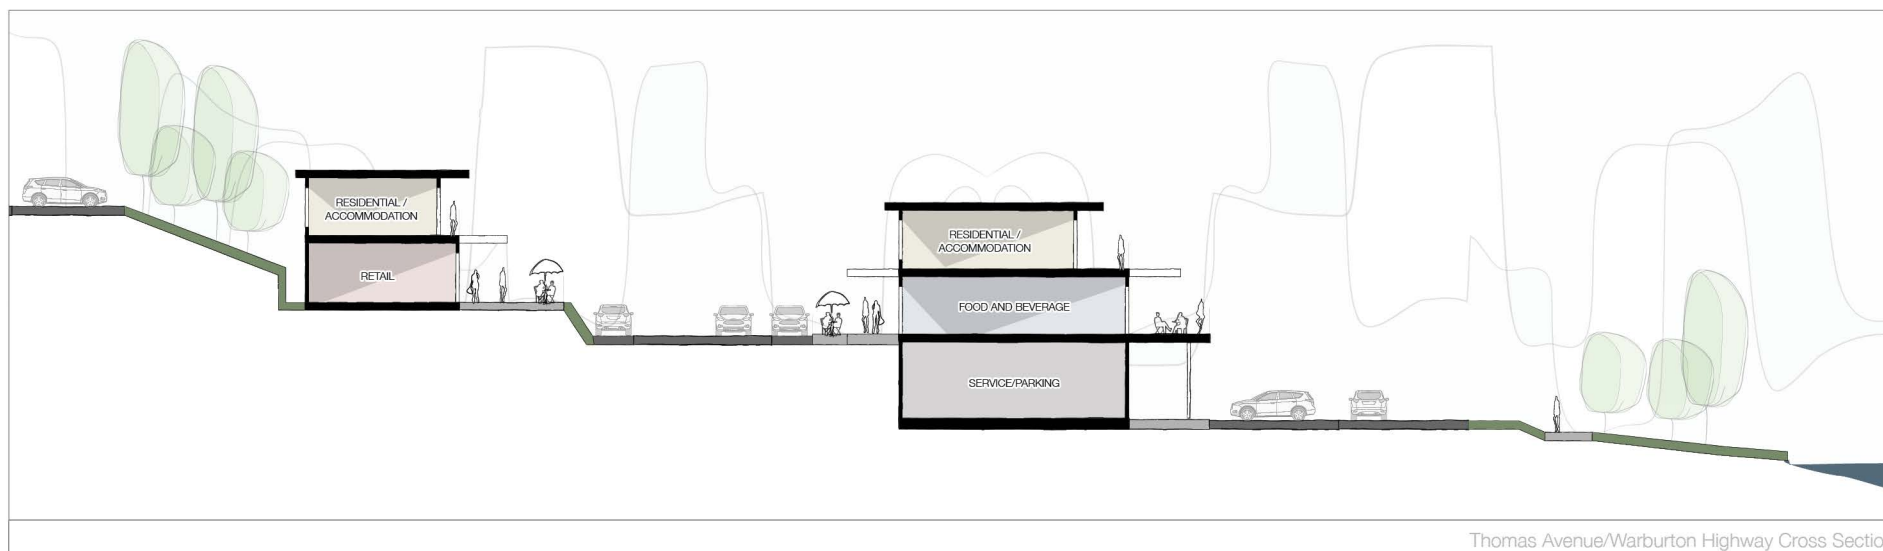 RESIDENTIAL /
ACCOMMODATION
RETAIL
RESIDENTIAL /
ACCOMMODATION
FOOD AND BEVERAGE
SERVICE/PARKING
Thomas Avenue/Warburton Highway Cross Sectio